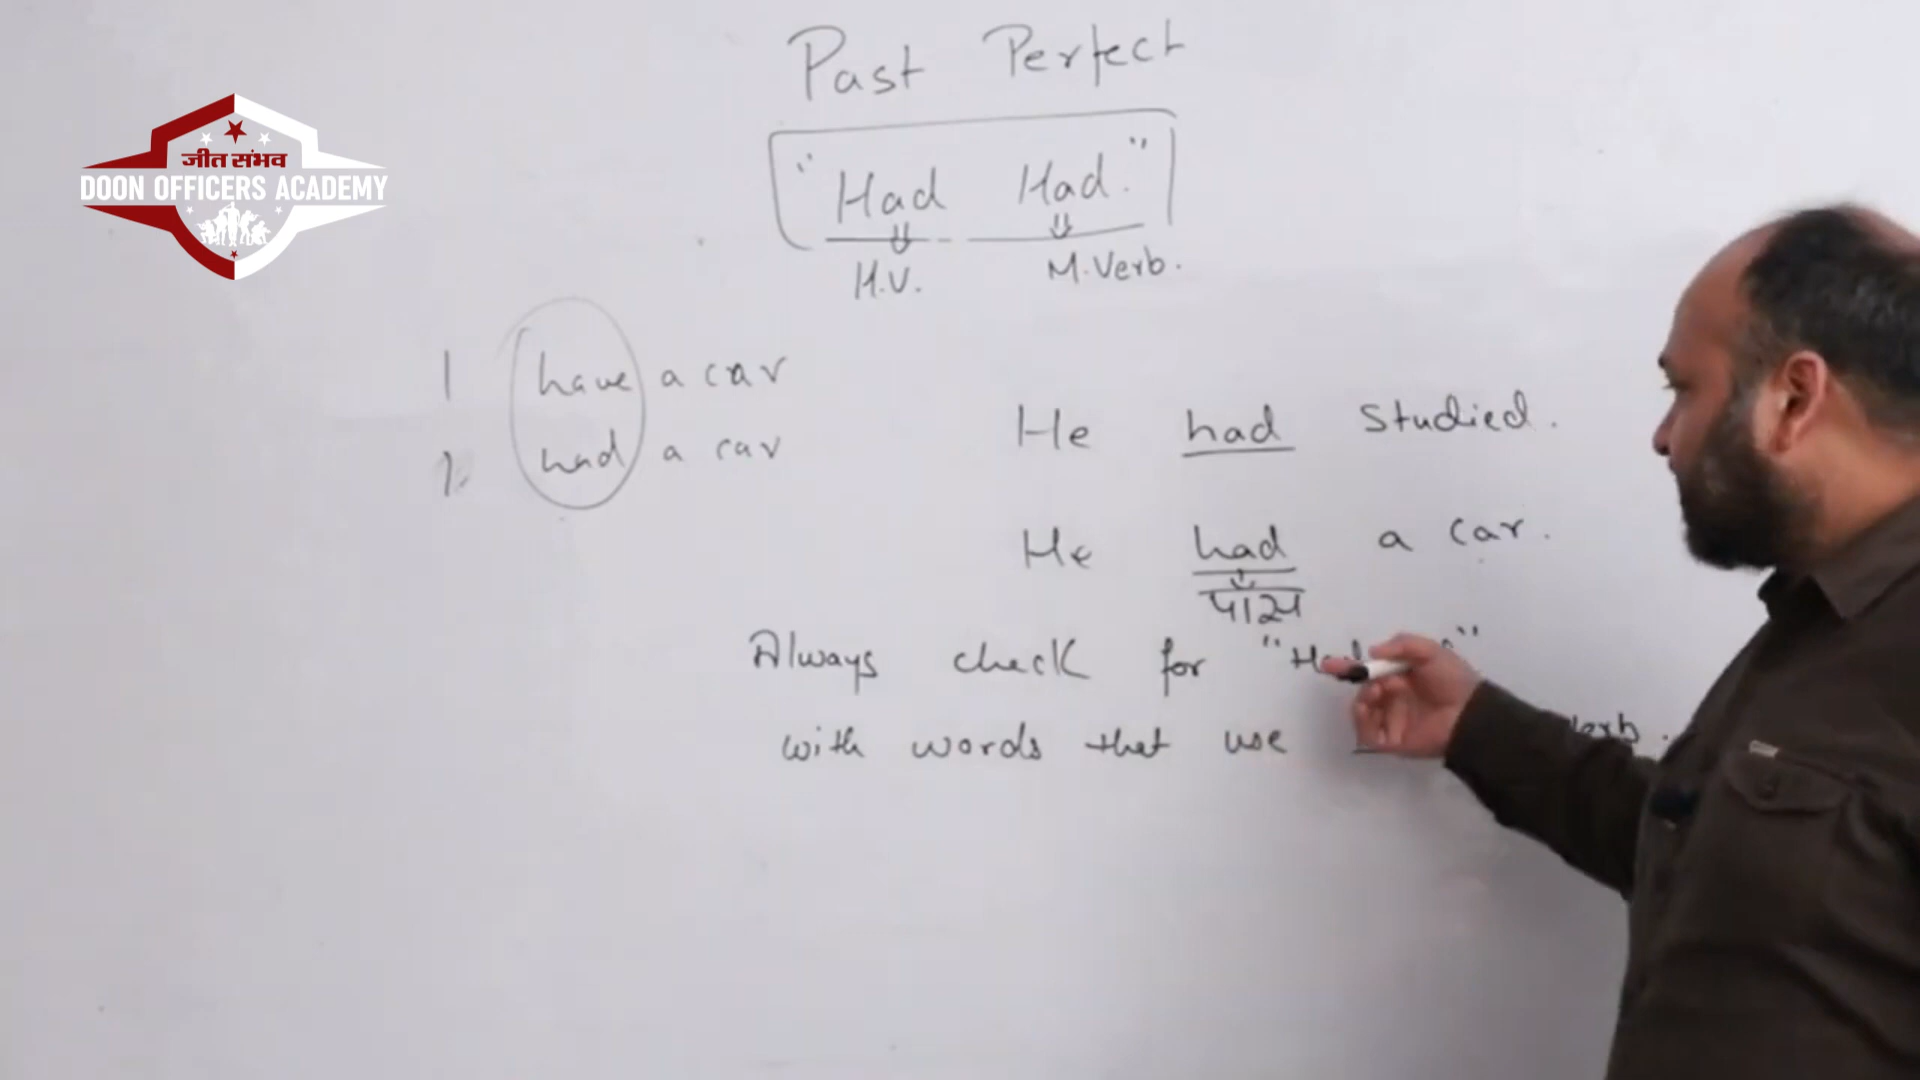 जीत संभव
DOON OFFICERS ACADEMY
Past Perfect
"Had Had."
H.V. M.Verb.
I have a car
I had a car
He had studied.
He had a car.
Always check for
with words that use verb.